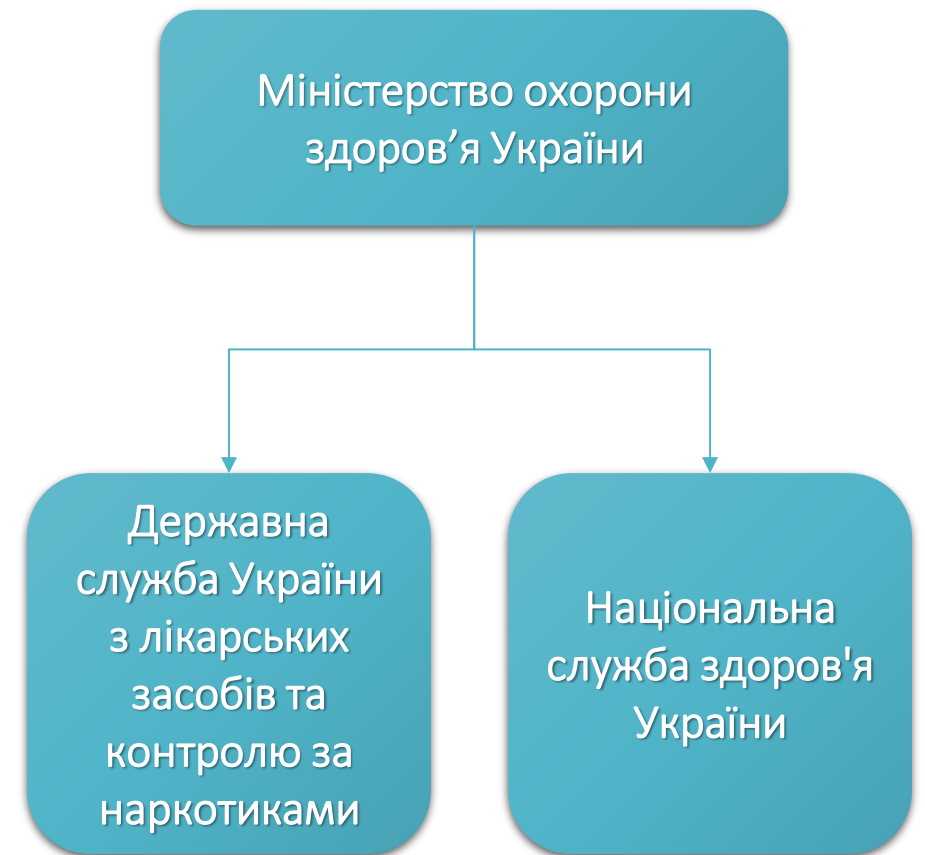 Міністерство охорони
здоров’я України
Державна
служба України
з лікарських
засобів та
контролю за
наркотиками
Національна
служба здоров'я
України